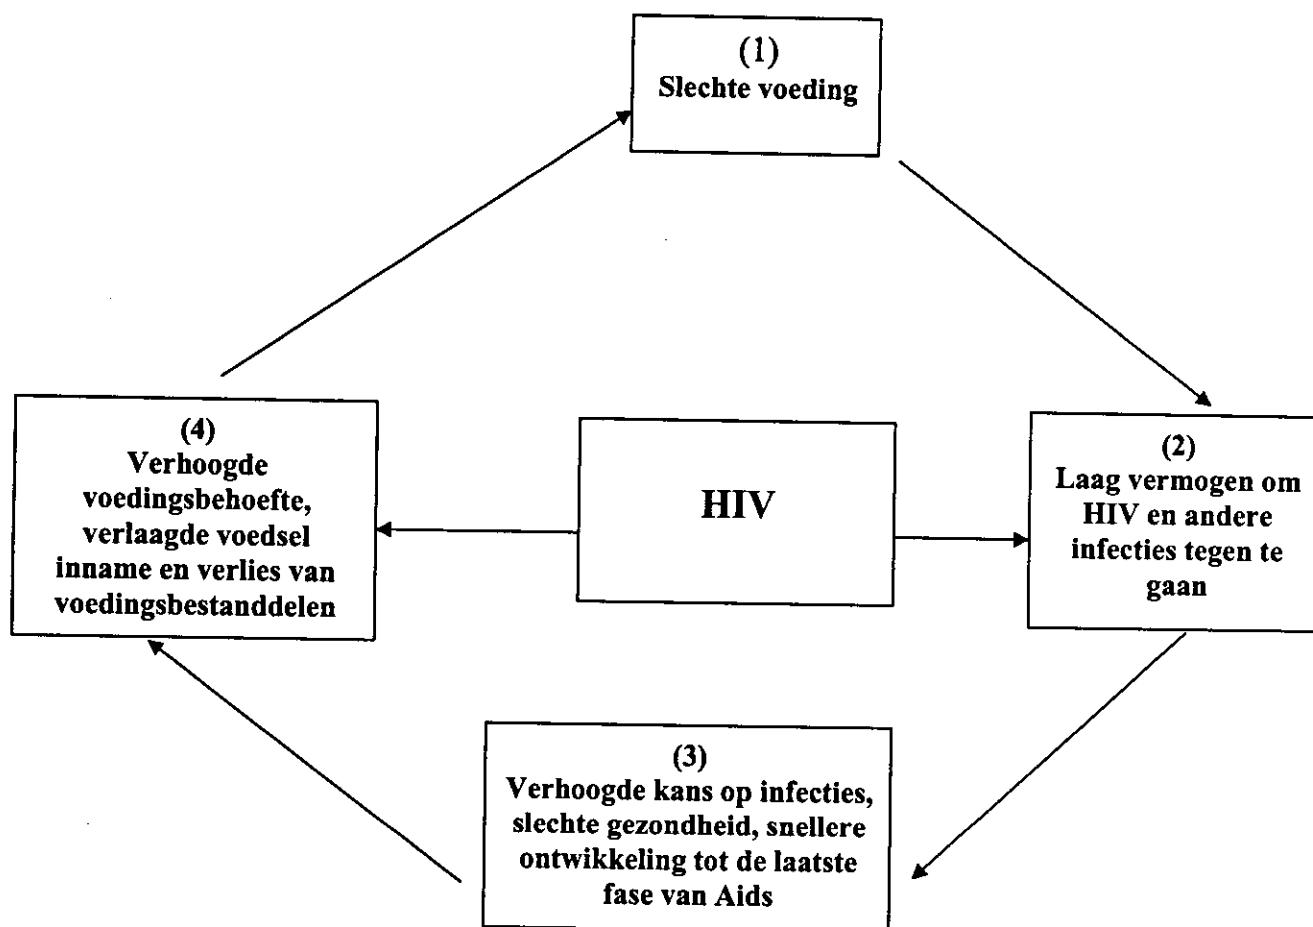 (1)
Slechte voeding
(4)
Verhoogde
voedingsbehoefte,
verlaagde voedsel
inname en verlies van
voedingsbestanddelen
HIV
(2)
Laag vermogen om
HIV en andere
infecties tegen te
gaan
(3)
Verhoogde kans op infecties,
slechte gezondheid, snellere
ontwikkeling tot de laatste
fase van Aids